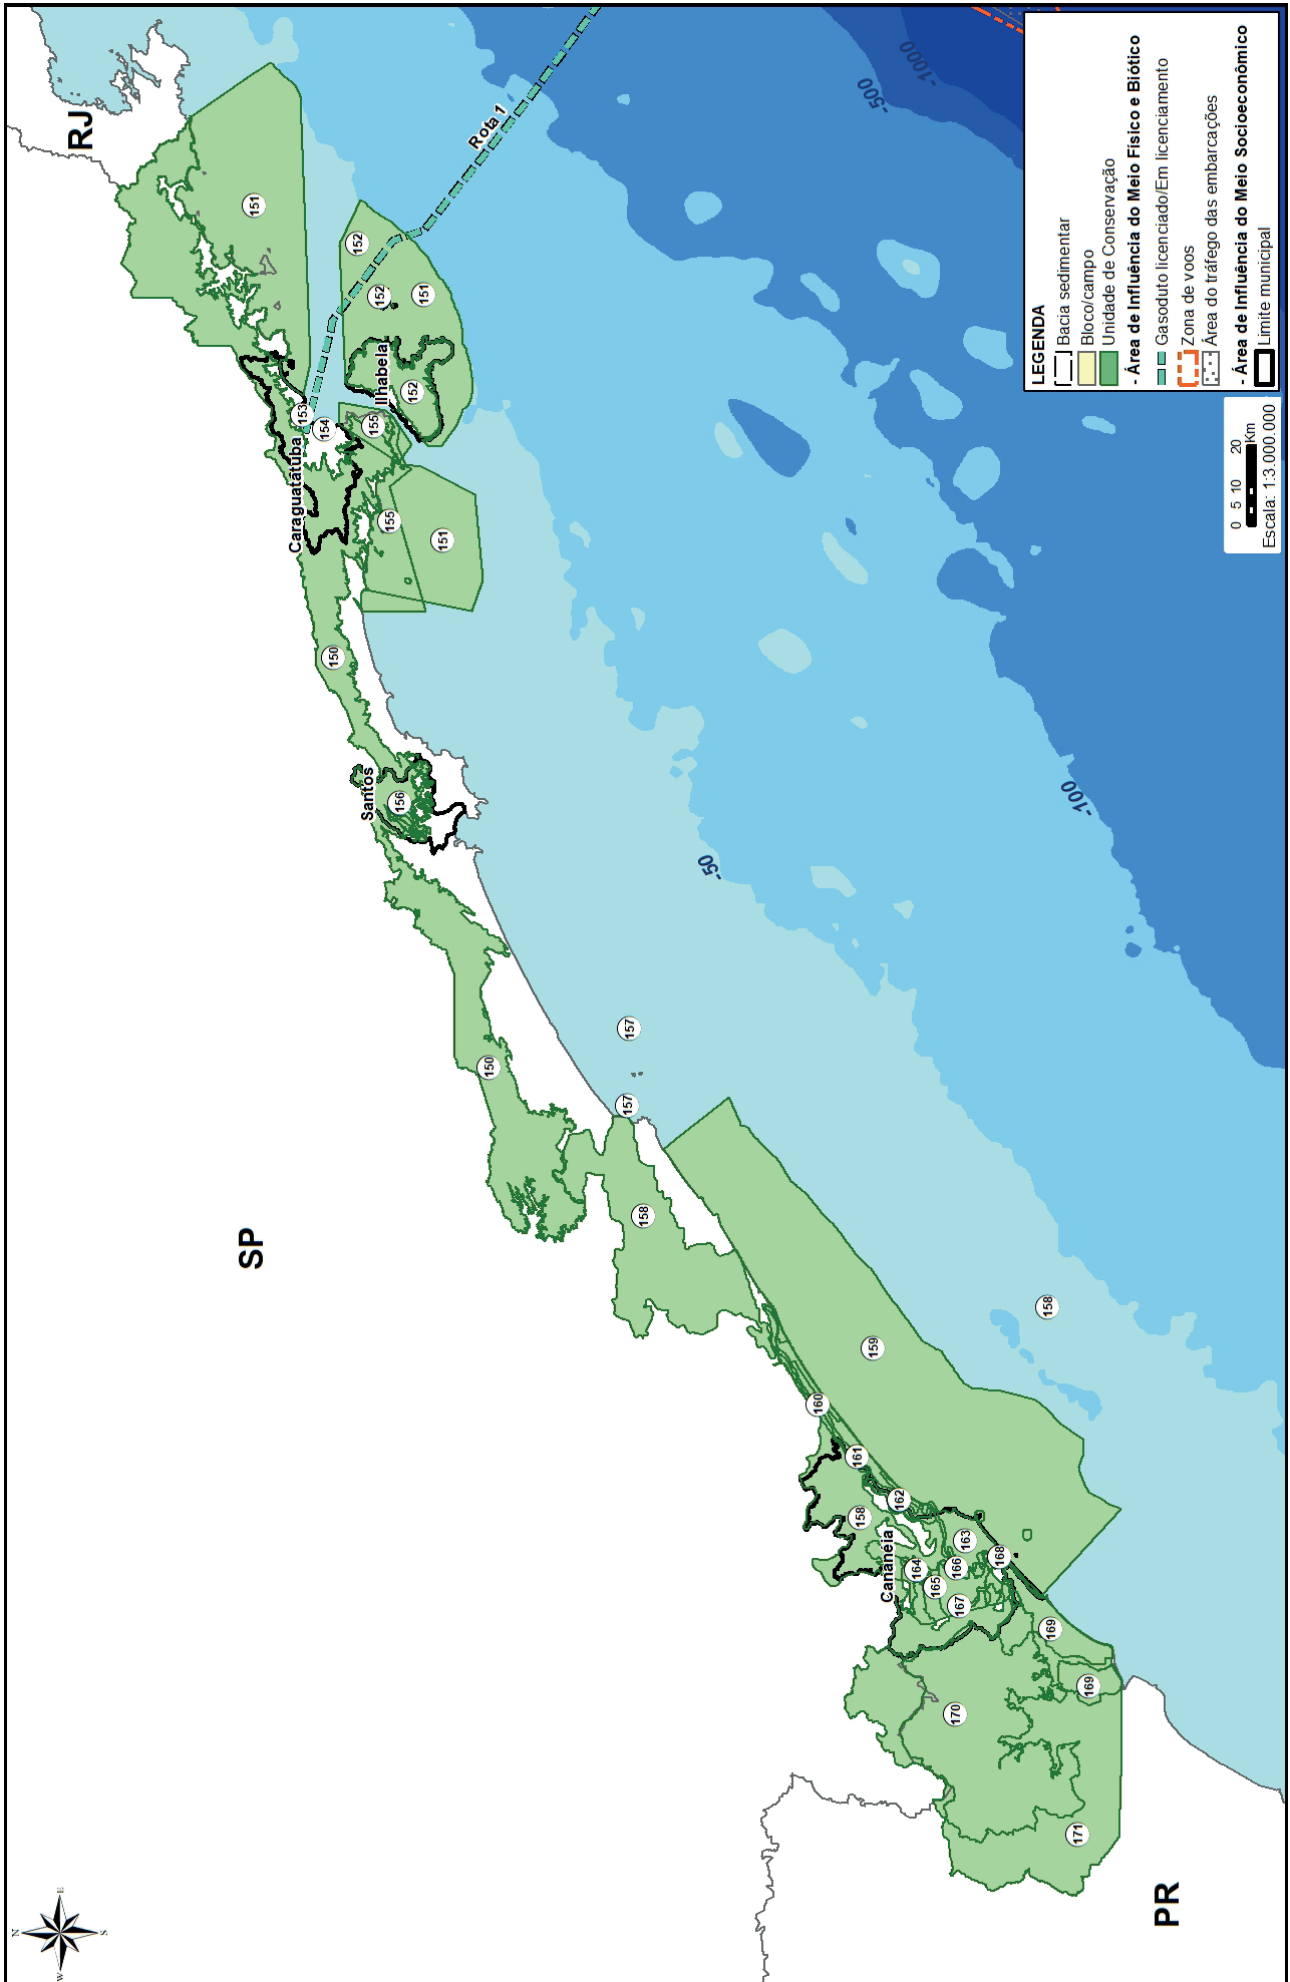 RJ
SP
PR
N
E
S
W
Rota 1
Caraguatatuba
Ilhabela
Santos
Cananéia
151
152
152
151
152
153
154
155
155
151
150
156
150
157
157
158
159
158
160
161
162
158
163
164
165
166
167
168
169
169
170
171
-50
-100
-500
-1000
LEGENDA
Bacia sedimentar
Bloco/campo
Unidade de Conservação
- Área de Influência do Meio Físico e Biótico
Gasoduto licenciado/Em licenciamento
Zona de voos
Área do tráfego das embarcações
- Área de Influência do Meio Socioeconômico
Limite municipal
0 5 10 20
Km
Escala: 1:3.000.000